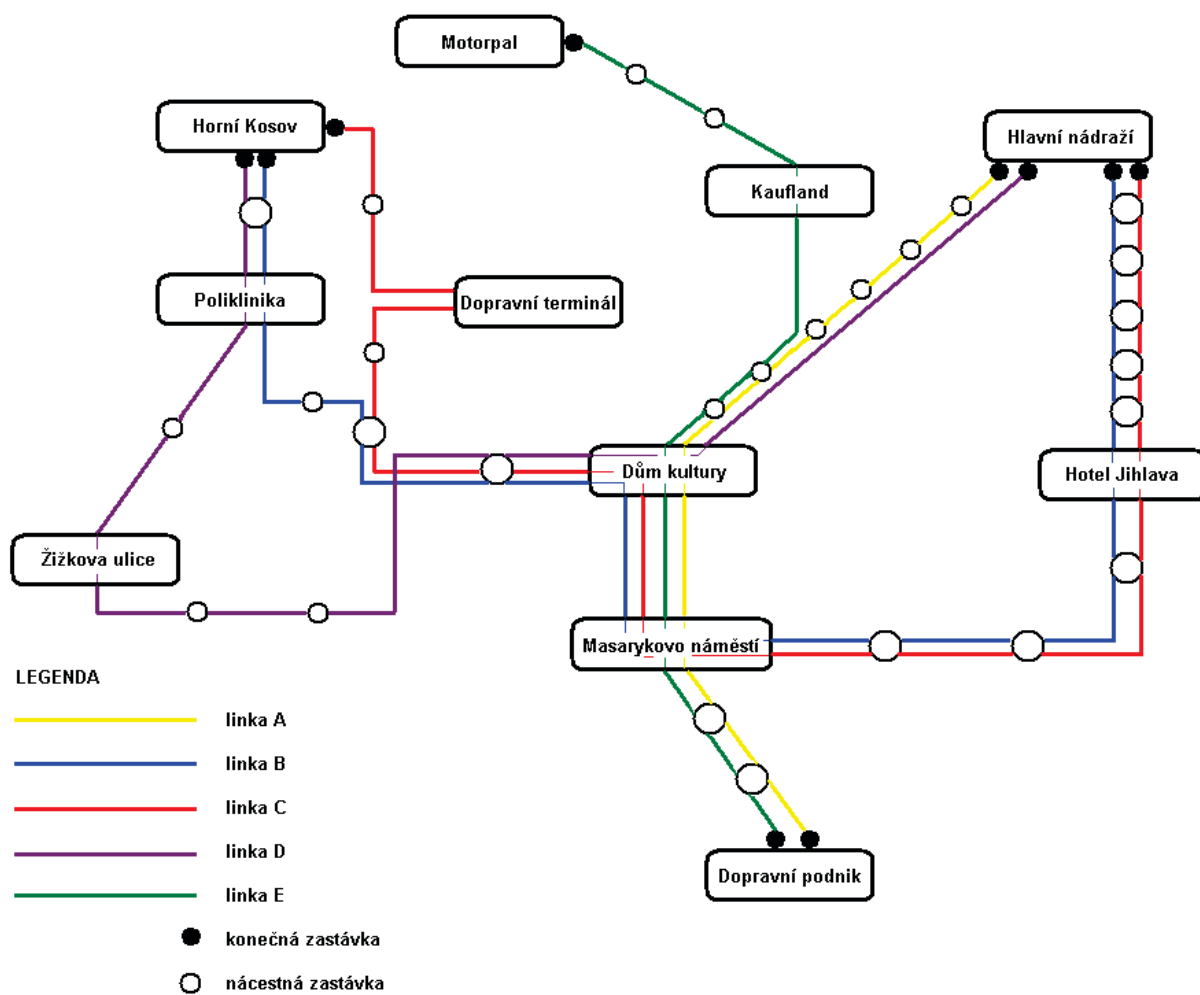 Motorpal
Horní Kosov
Hlavní nádraží
Kaufland
Poliklinika
Dopravní terminál
Dům kultury
Hotel Jihlava
Žižkova ulice
Masarykovo náměstí
LEGENDA
linka A
linka B
linka C
linka D
linka E
Dopravní podnik
konečná zastávka
nácestná zastávka